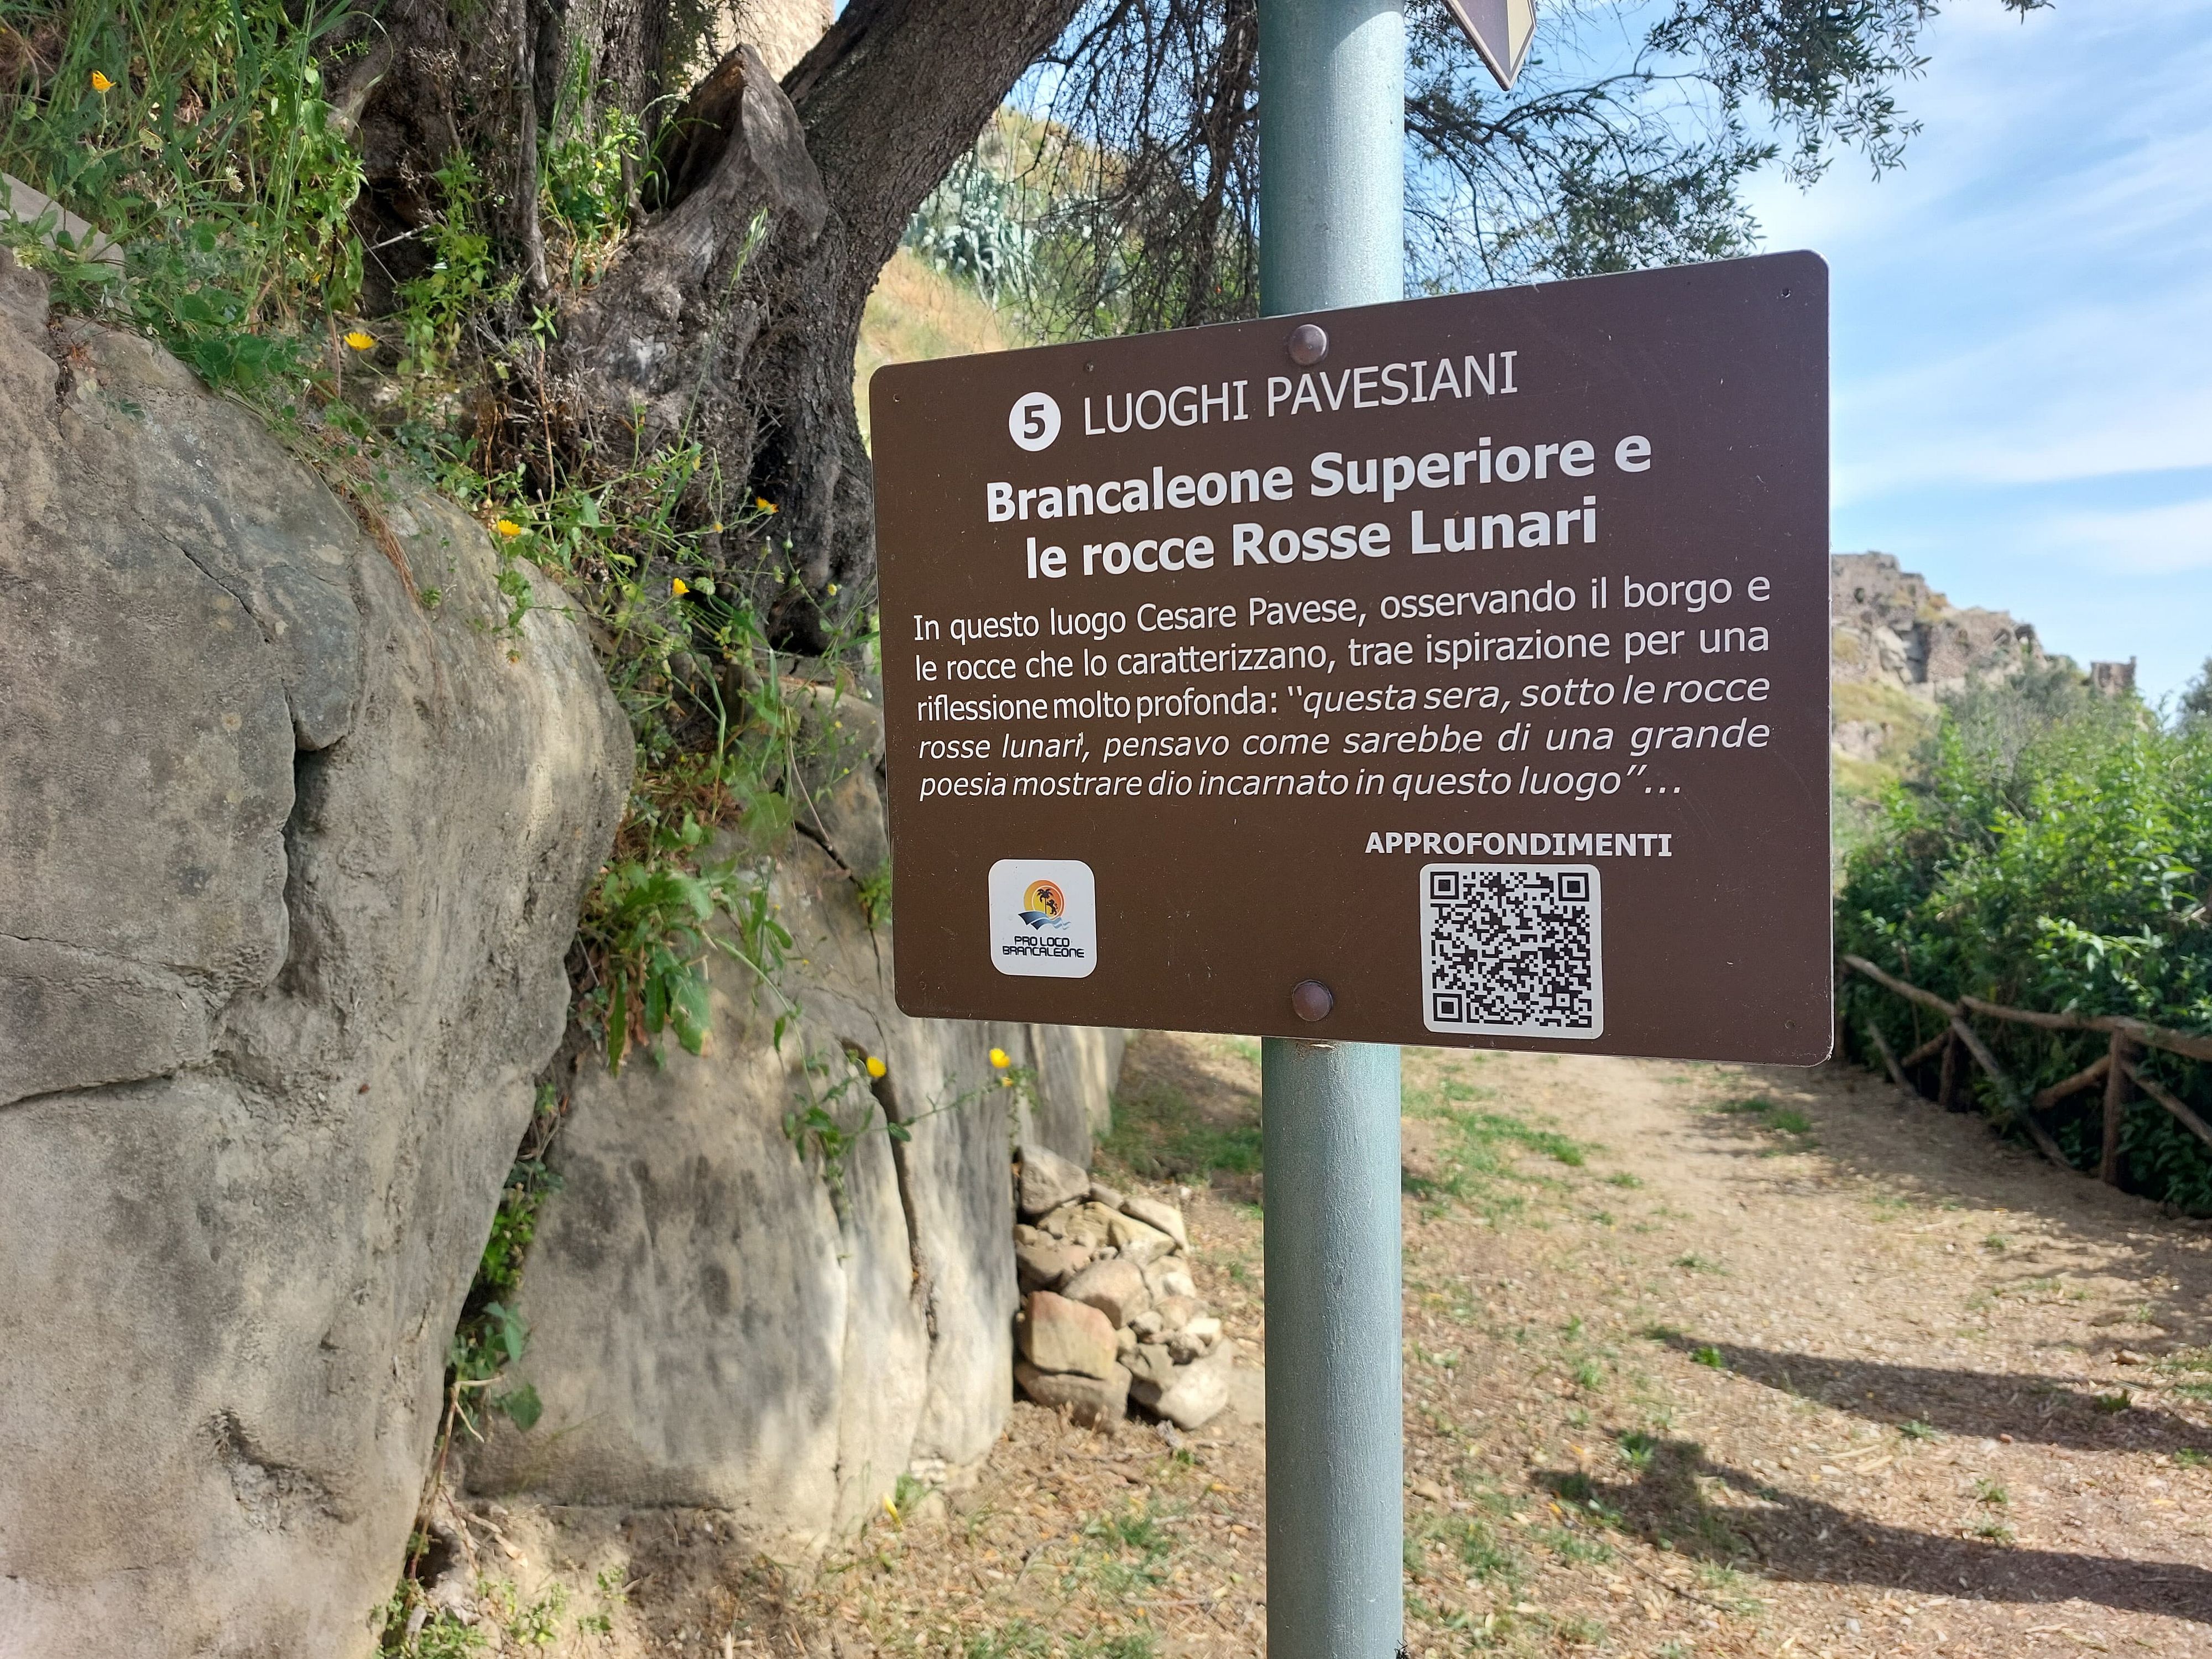 5 LUOGHI PAVESIANI
Brancaleone Superiore e
le rocce Rosse Lunari
In questo luogo Cesare Pavese, osservando il borgo e
le rocce che lo caratterizzano, trae ispirazione per una
riflessione molto profonda: "questa sera, sotto le rocce
rosse lunari, pensavo come sarebbe di una grande
poesia mostrare dio incarnato in questo luogo"...
APPROFONDIMENTI
PRO LOCO
BRANCALEONE